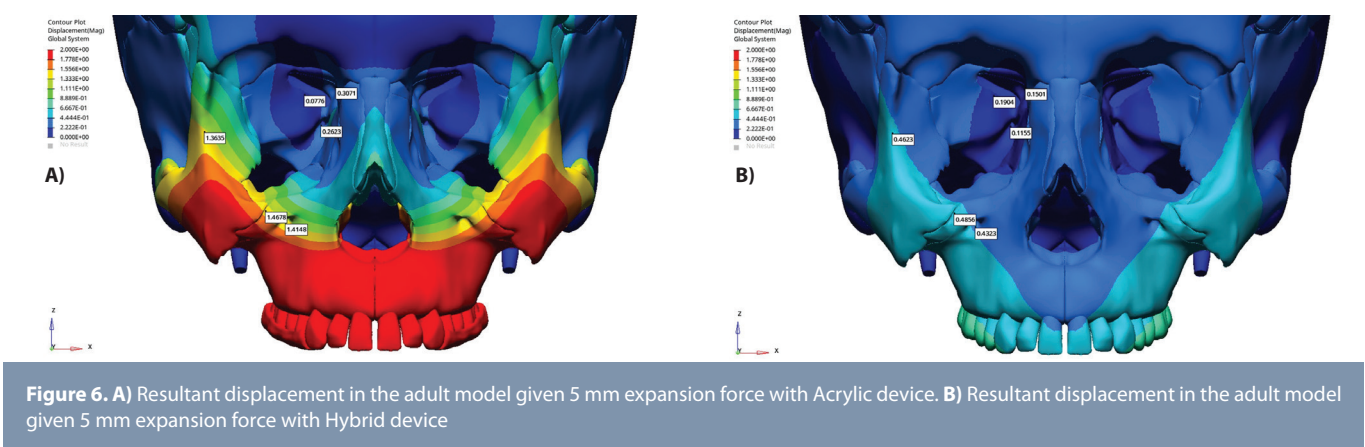 Contour Plot
Displacement(Mag)
Global System
2.000E+00
1.778E+00
1.556E+00
1.333E+00
1.111E+00
8.889E-01
6.667E-01
4.444E-01
2.222E-01
0.000E+00
No Result
0.0776
0.3071
0.2623
1.3635
1.4678
1.4148
A)
Z
Y
X
Contour Plot
Displacement(Mag)
Global System
2.000E+00
1.778E+00
1.556E+00
1.333E+00
1.111E+00
8.889E-01
6.667E-01
4.444E-01
2.222E-01
0.000E+00
No Result
0.1904
0.1501
0.1155
0.4623
0.4856
0.4323
B)
Z
Y
X
Figure 6. A) Resultant displacement in the adult model given 5 mm expansion force with Acrylic device. B) Resultant displacement in the adult model
given 5 mm expansion force with Hybrid device